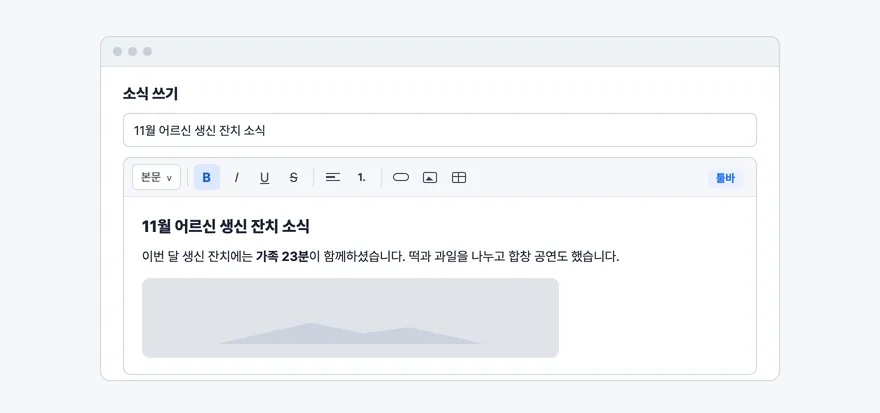 소식 쓰기
11월 어르신 생신 잔치 소식
본문 v B I U S 1. 툴바
11월 어르신 생신 잔치 소식
이번 달 생신 잔치에는 가족 23분이 함께하셨습니다. 떡과 과일을 나누고 합창 공연도 했습니다.